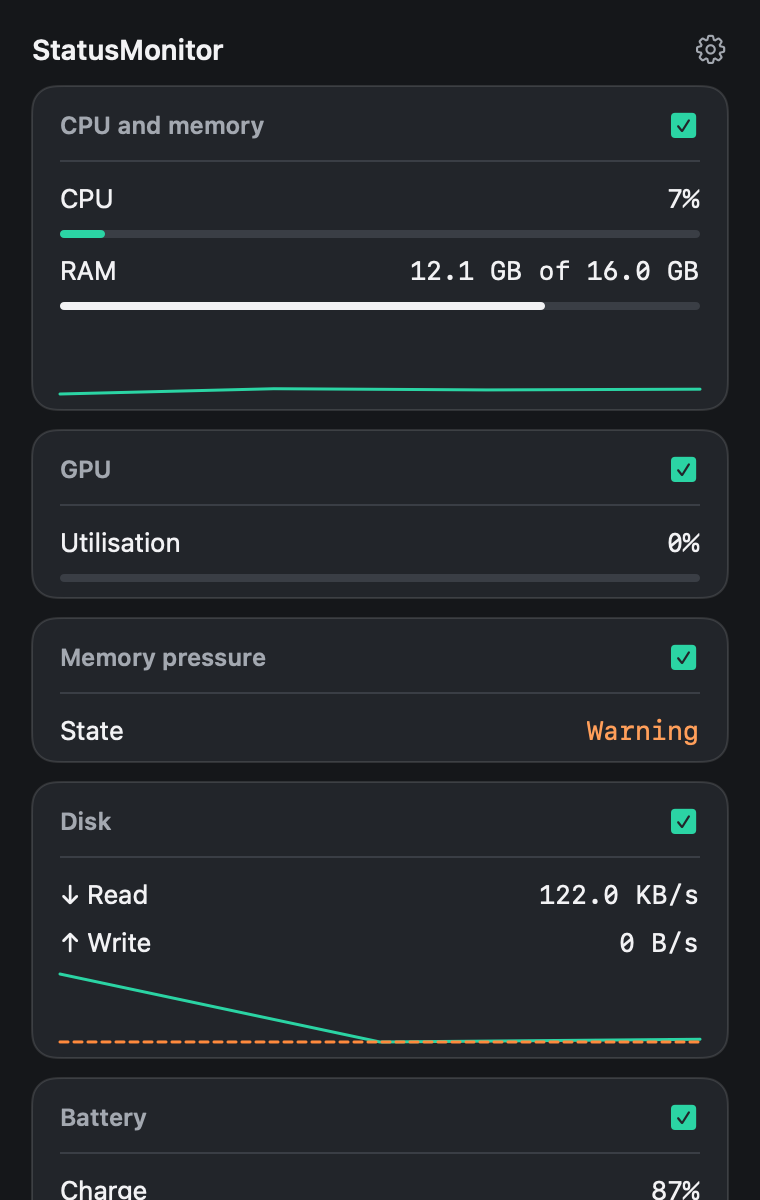 StatusMonitor
CPU and memory
CPU 7%
RAM 12.1 GB of 16.0 GB
GPU
Utilisation 0%
Memory pressure
State Warning
Disk
↓ Read 122.0 KB/s
↑ Write 0 B/s
Battery
Charge 87%